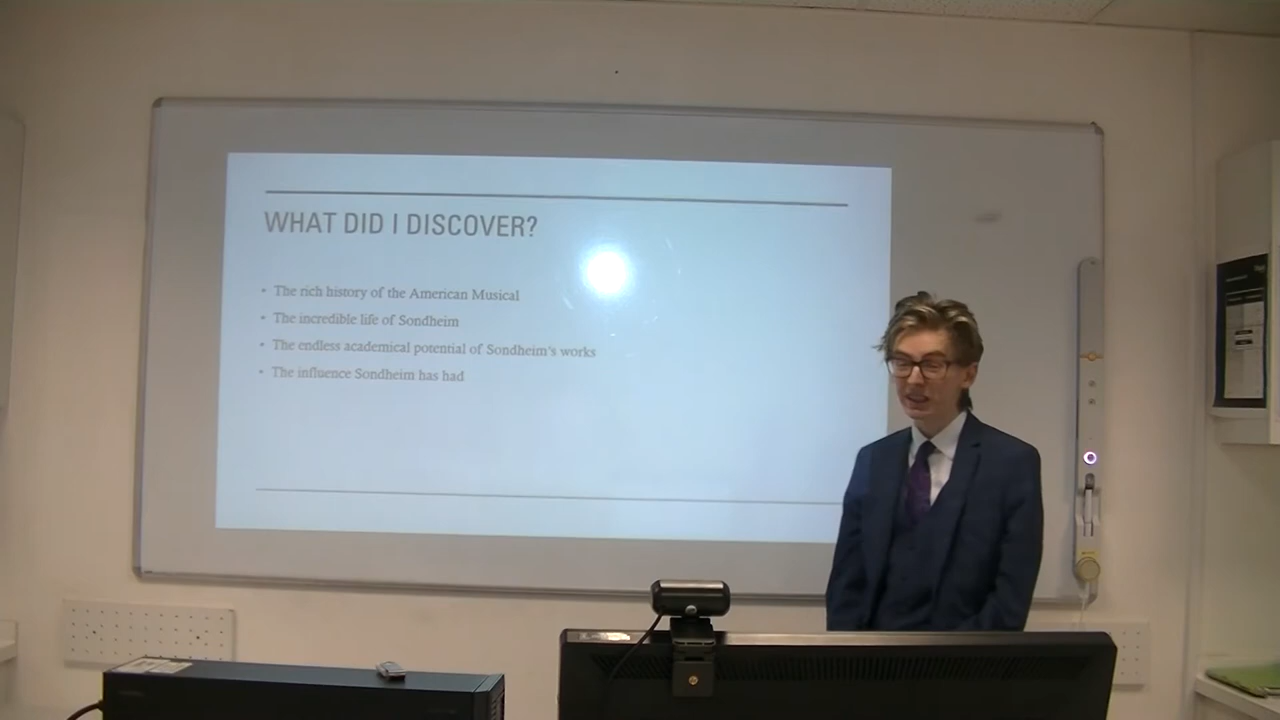 WHAT DID I DISCOVER?
• The rich history of the American Musical
• The incredible life of Sondheim
• The endless academical potential of Sondheim's works
• The influence Sondheim has had